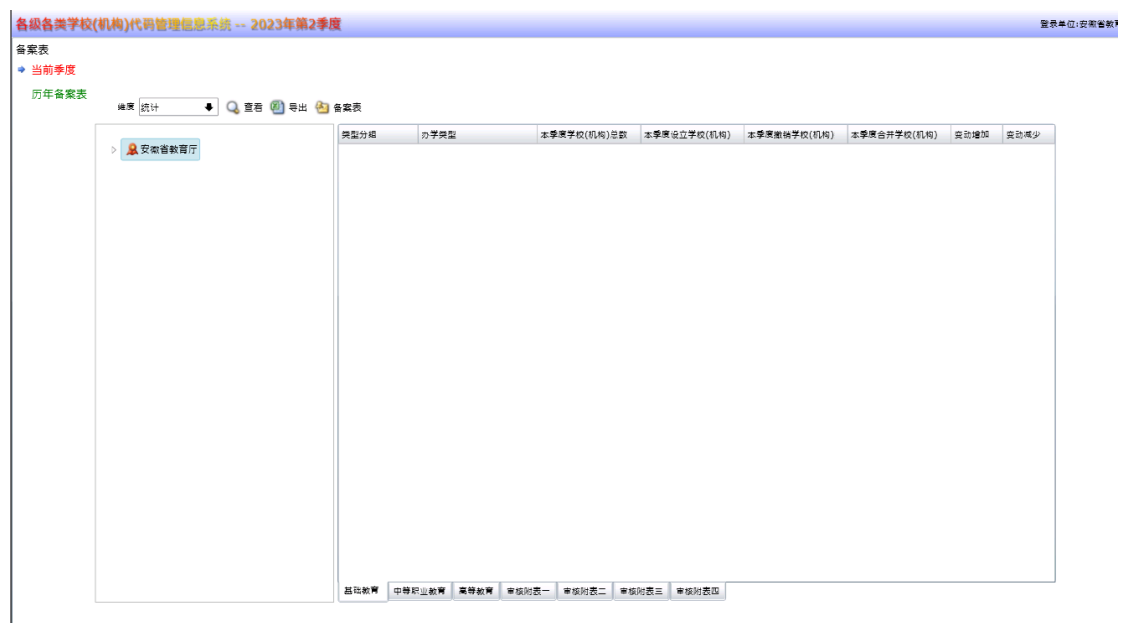 各级各类学校(机构)代码管理信息系统 -- 2023年第2季度
登录单位:安徽省教育
备案表
当前季度
历年备案表
维度 统计 查看 导出 备案表
安徽省教育厅
类型分组 办学类型 本季度学校(机构)总数 本季度设立学校(机构) 本季度撤销学校(机构) 本季度合并学校(机构) 变动增加 变动减少
基础教育 中等职业教育 高等教育 审核附表一 审核附表二 审核附表三 审核附表四